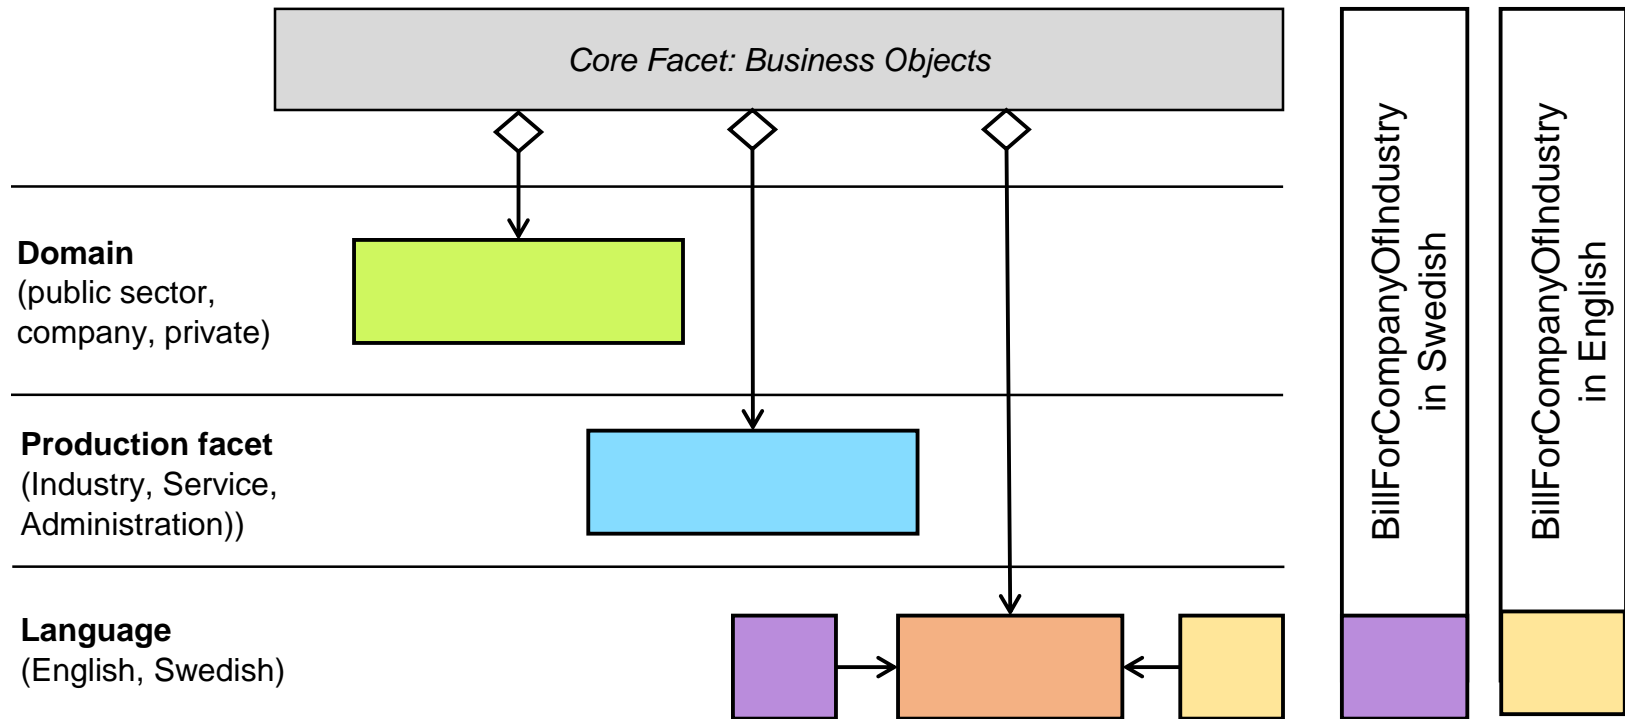 Core Facet: Business Objects
Domain
(public sector,
company, private)
Production facet
(Industry, Service,
Administration))
Language
(English, Swedish)
BillForCompanyOfIndustry
in Swedish
BillForCompanyOfIndustry
in English